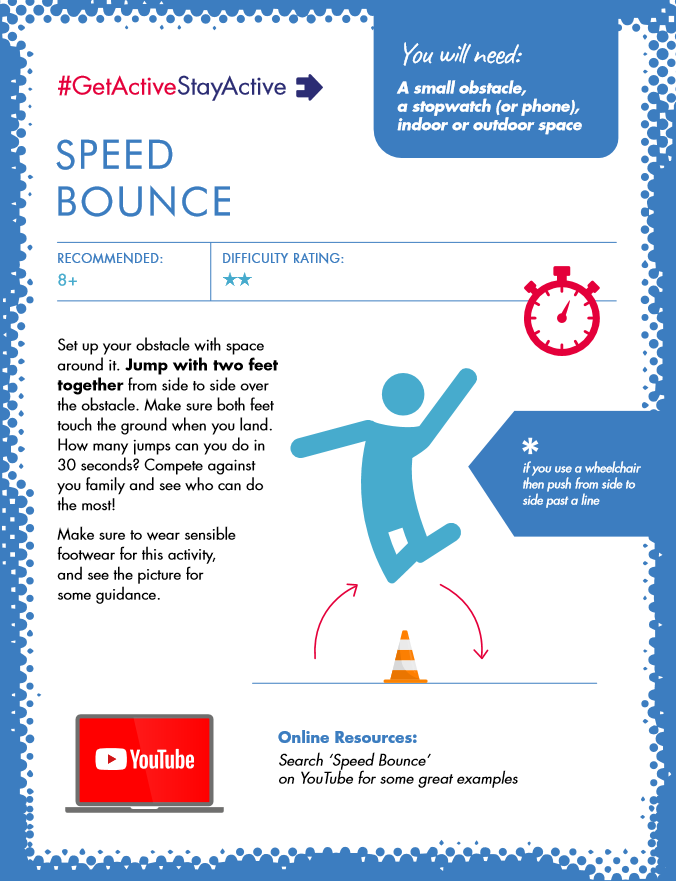 You will need:
A small obstacle,
a stopwatch (or phone),
indoor or outdoor space
#GetActiveStayActive
SPEED
BOUNCE
RECOMMENDED:
8+
DIFFICULTY RATING:
★★
Set up your obstacle with space
around it. Jump with two feet
together from side to side over
the obstacle. Make sure both feet
touch the ground when you land.
How many jumps can you do in
30 seconds? Compete against
you family and see who can do
the most!
Make sure to wear sensible
footwear for this activity,
and see the picture for
some guidance.
*
if you use a wheelchair
then push from side to
side past a line
YouTube
Online Resources:
Search ‘Speed Bounce’
on YouTube for some great examples